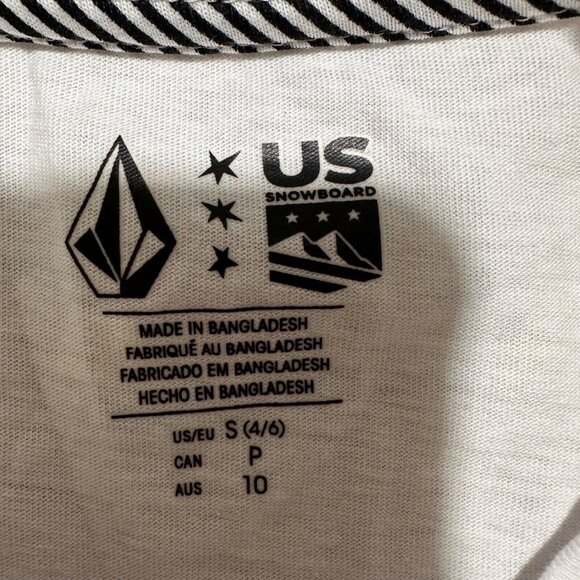 US
SNOWBOARD
MADE IN BANGLADESH
FABRIQUÉ AU BANGLADESH
FABRICADO EM BANGLADESH
HECHO EN BANGLADESH
US/EU S (4/6)
CAN P
AUS 10